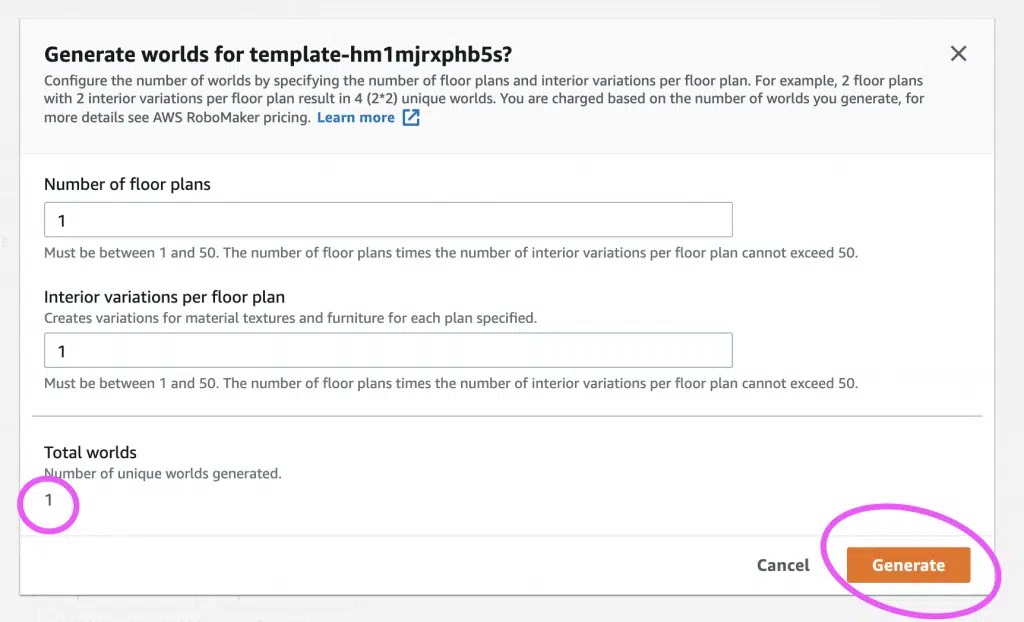 Generate worlds for template-hm1mjrxphb5s?
Configure the number of worlds by specifying the number of floor plans and interior variations per floor plan. For example, 2 floor plans
with 2 interior variations per floor plan result in 4 (2*2) unique worlds. You are charged based on the number of worlds you generate, for
more details see AWS RoboMaker pricing. Learn more
Number of floor plans
1
Must be between 1 and 50. The number of floor plans times the number of interior variations per floor plan cannot exceed 50.
Interior variations per floor plan
Creates variations for material textures and furniture for each plan specified.
1
Must be between 1 and 50. The number of floor plans times the number of interior variations per floor plan cannot exceed 50.
Total worlds
Number of unique worlds generated.
1
Cancel Generate